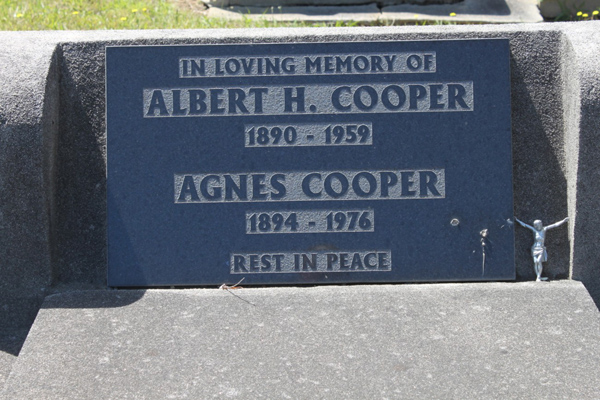 IN LOVING MEMORY OF
ALBERT H. COOPER
1890 - 1959
AGNES COOPER
1894 - 1976
REST IN PEACE